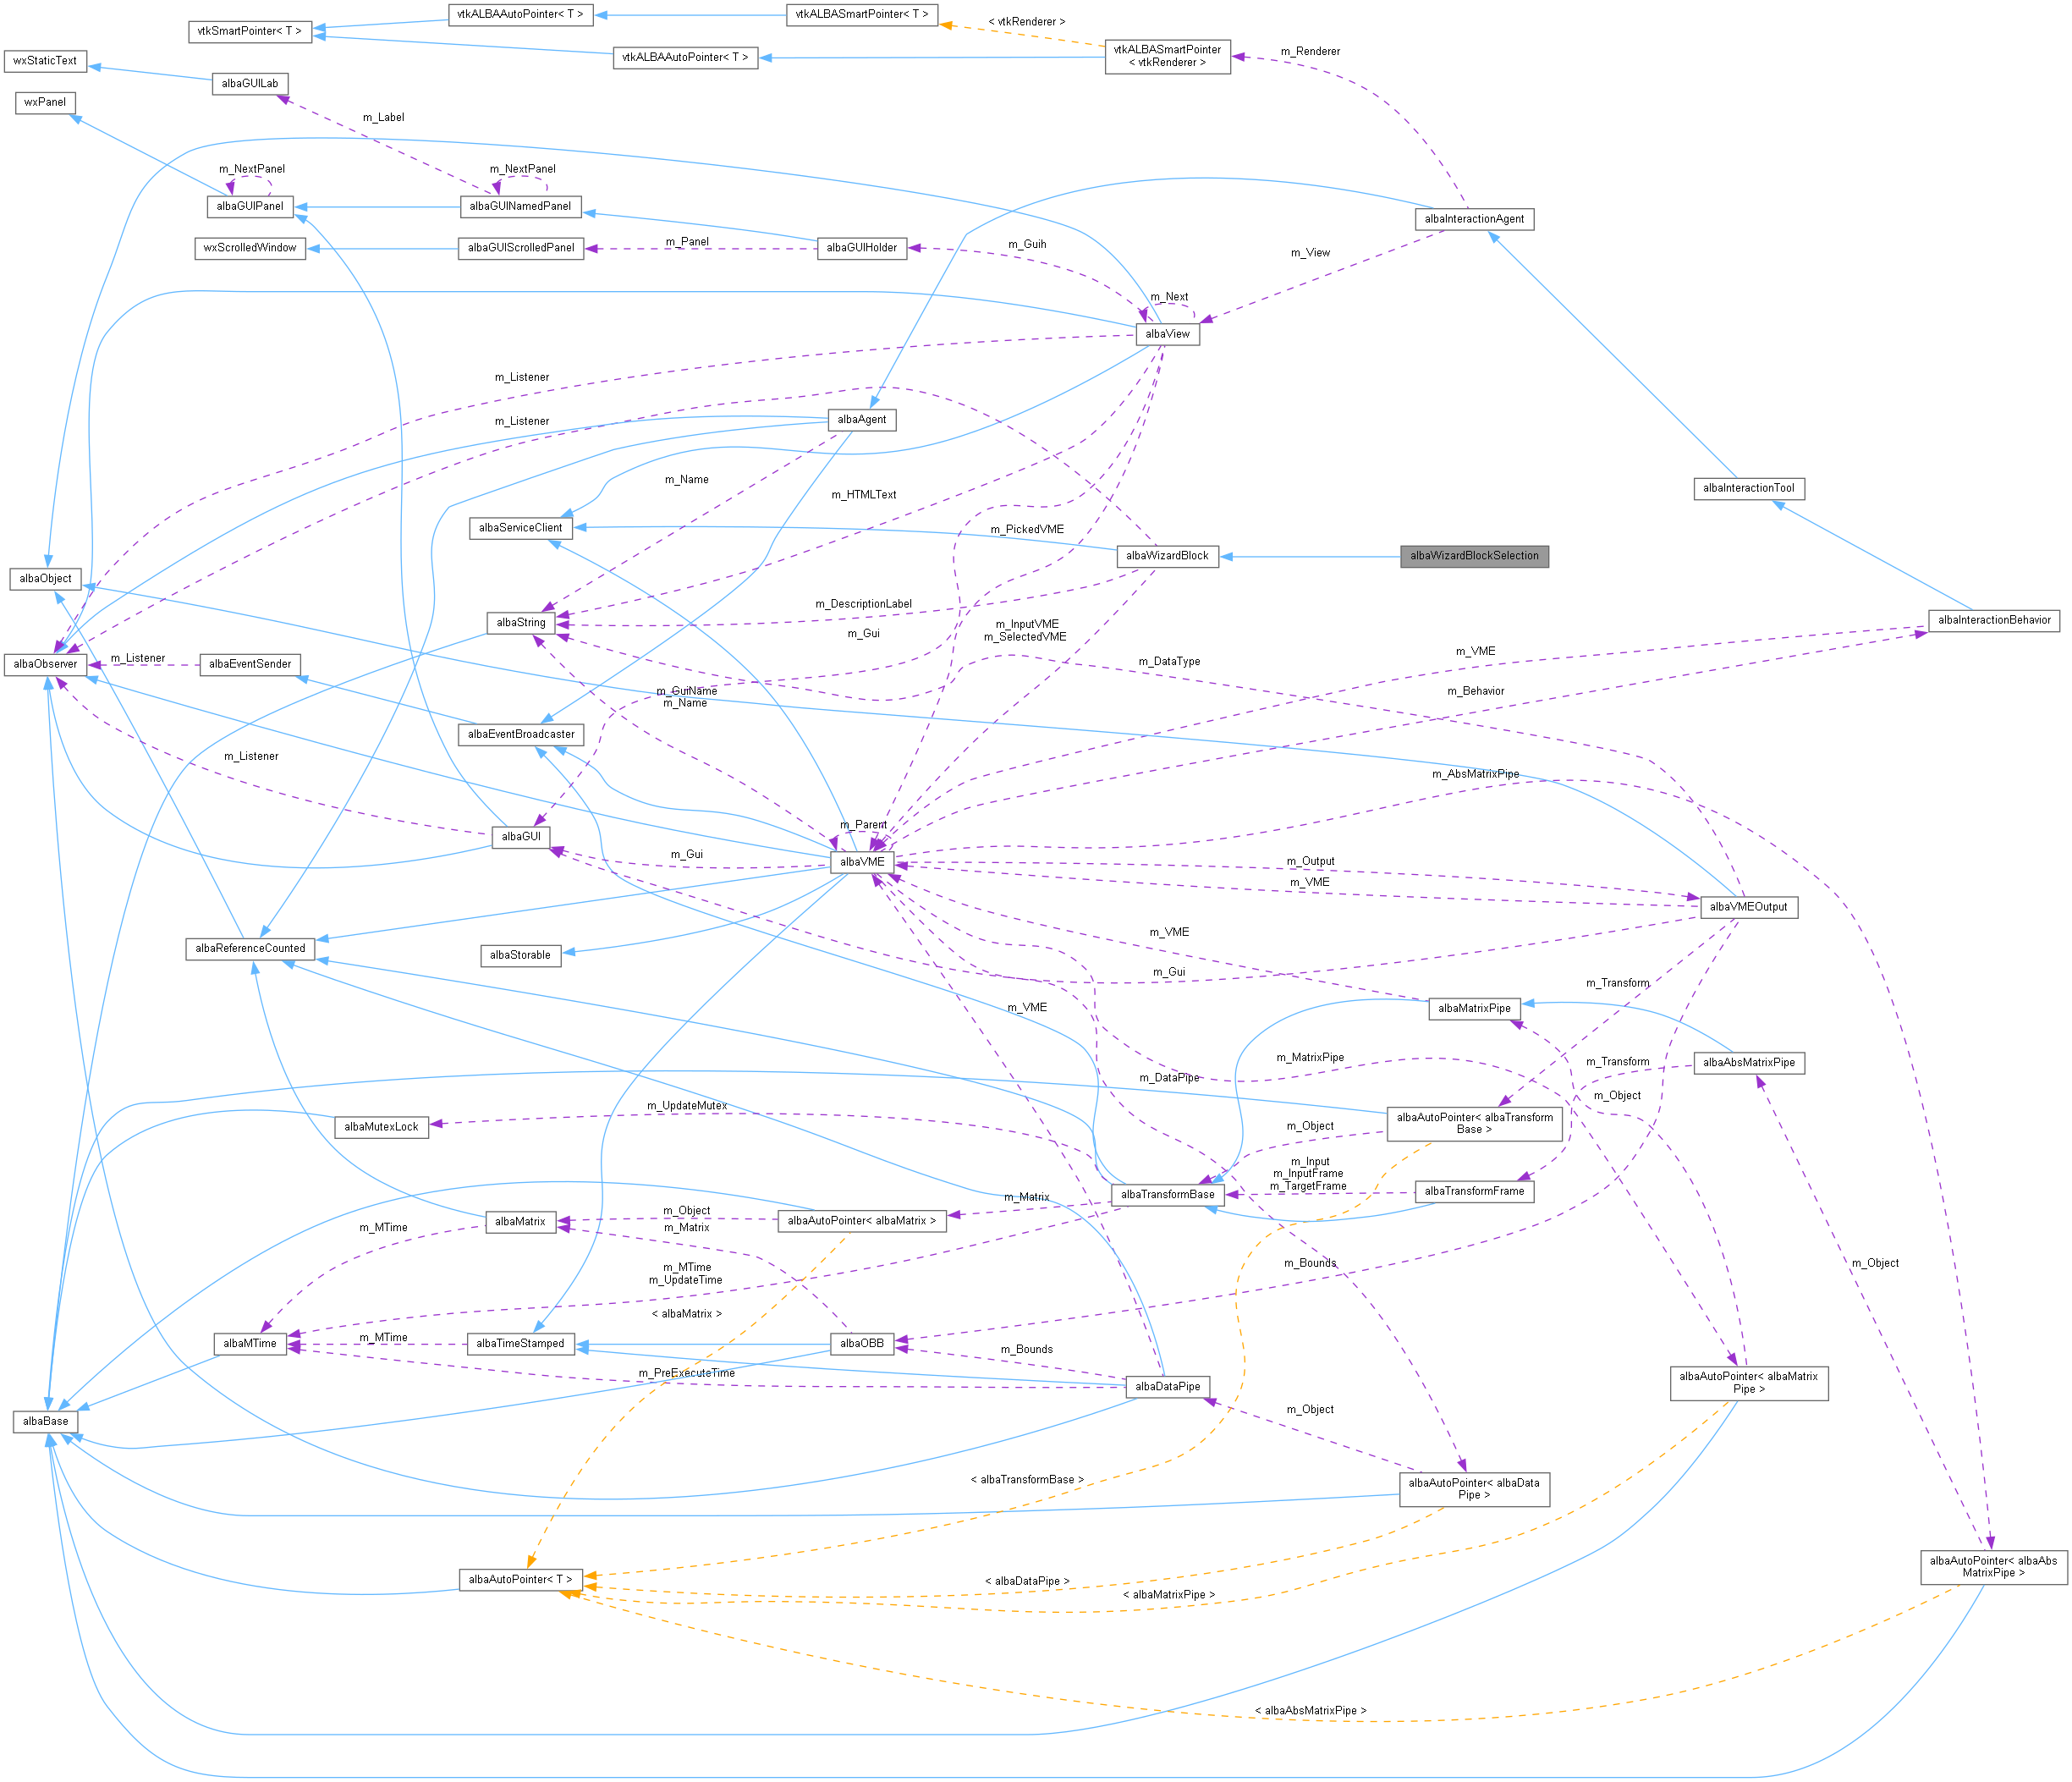 vtkALBAAutoPointer< T >
vtkALBASmartPointer< T >
< vtkRenderer >
vtkSmartPointer< T >
vtkALBASmartPointer
< vtkRenderer >
m_Renderer
wxStaticText
vtkALBAAutoPointer< T >
albaGUILab
wxPanel
m_Label
m_NextPanel
m_NextPanel
albaGUIPanel
albaGUINamedPanel
albaInteractionAgent
wxScrolledWindow
albaGUIScrolledPanel
m_Panel
albaGUIHolder
m_Guih
m_View
m_Next
albaView
m_Listener
m_Listener
albaAgent
m_Name
m_HTMLText
albaInteractionTool
albaServiceClient
m_PickedVME
albaWizardBlock
albaWizardBlockSelection
albaObject
m_DescriptionLabel
albaString
m_InputVME
m_SelectedVME
m_Gui
albaInteractionBehavior
albaObserver
m_Listener
albaEventSender
m_DataType
m_VME
m_GuiName
m_Name
m_Behavior
albaEventBroadcaster
m_Listener
m_AbsMatrixPipe
m_Parent
albaGUI
m_Gui
albaVME
m_Output
m_VME
albaVMEOutput
m_VME
albaReferenceCounted
albaStorable
m_Gui
m_Transform
m_VME
albaMatrixPipe
m_MatrixPipe
m_Transform
albaAbsMatrixPipe
m_DataPipe
m_UpdateMutex
m_Object
albaMutexLock
albaAutoPointer< albaTransform
Base >
m_Object
m_Input
m_InputFrame
m_TargetFrame
albaTransformBase
albaTransformFrame
m_Matrix
albaMatrix
m_Object
m_Matrix
albaAutoPointer< albaMatrix >
m_MTime
m_MTime
m_UpdateTime
m_Bounds
m_Object
< albaMatrix >
albaMTime
m_MTime
albaTimeStamped
albaOBB
m_Bounds
m_PreExecuteTime
albaDataPipe
albaAutoPointer< albaMatrix
Pipe >
albaBase
m_Object
< albaTransformBase >
albaAutoPointer< albaData
Pipe >
albaAutoPointer< T >
< albaDataPipe >
< albaMatrixPipe >
albaAutoPointer< albaAbs
MatrixPipe >
< albaAbsMatrixPipe >